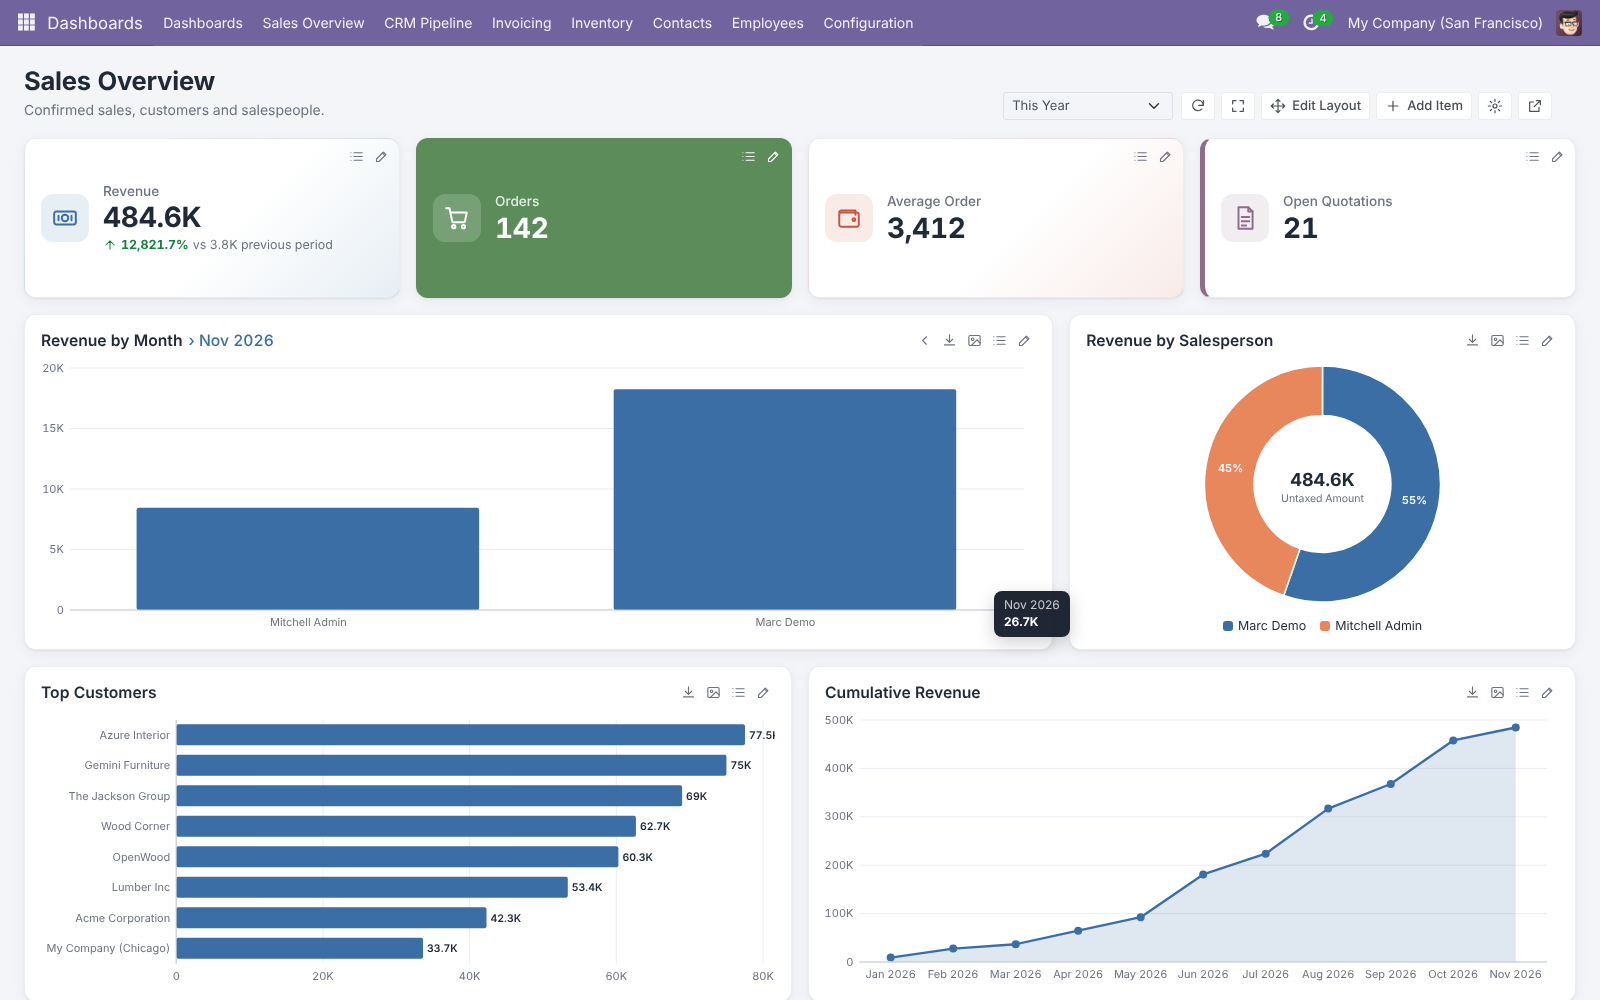 Dashboards Dashboards Sales Overview CRM Pipeline Invoicing Inventory Contacts Employees Configuration 8 4 My Company (San Francisco)
Sales Overview
Confirmed sales, customers and salespeople.
This Year Edit Layout Add Item
Revenue
484.6K
↑ 12,821.7% vs 3.8K previous period
Orders
142
Average Order
3,412
Open Quotations
21
Revenue by Month › Nov 2026
20K
15K
10K
5K
0
Mitchell Admin Marc Demo
Nov 2026
26.7K
Revenue by Salesperson
45%
484.6K
Untaxed Amount
55%
Marc Demo Mitchell Admin
Top Customers
Azure Interior 77.5
Gemini Furniture 75K
The Jackson Group 69K
Wood Corner 62.7K
OpenWood 60.3K
Lumber Inc 53.4K
Acme Corporation 42.3K
My Company (Chicago) 33.7K
0 20K 40K 60K 80K
Cumulative Revenue
500K
400K
300K
200K
100K
0
Jan 2026 Feb 2026 Mar 2026 Apr 2026 May 2026 Jun 2026 Jul 2026 Aug 2026 Sep 2026 Oct 2026 Nov 2026